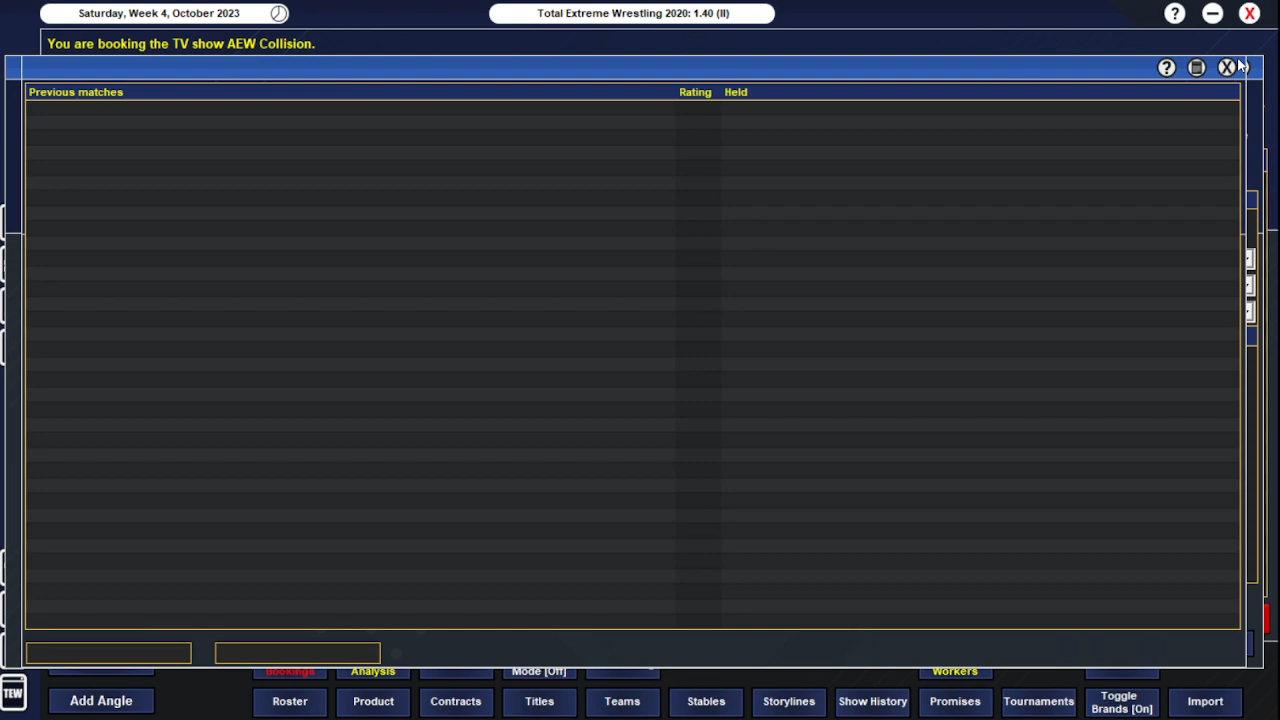 Saturday, Week 4, October 2023
Total Extreme Wrestling 2020: 1.40 (II)
? X
You are booking the TV show AEW Collision.
? X
Previous matches Rating Held
Bookings Analysis Mode [Off] Workers
TEW
Add Angle Roster Product Contracts Titles Teams Stables Storylines Show History Promises Tournaments Toggle Brands [On] Import